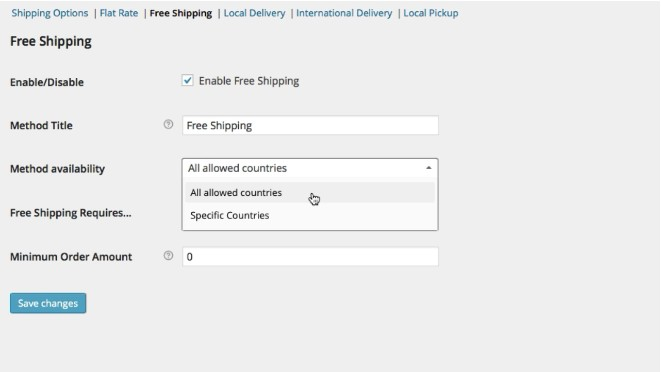 Shipping Options | Flat Rate | Free Shipping | Local Delivery | International Delivery | Local Pickup
Free Shipping
Enable/Disable Enable Free Shipping
Method Title ? Free Shipping
Method availability All allowed countries
All allowed countries
Free Shipping Requires... Specific Countries
Minimum Order Amount ? 0
Save changes